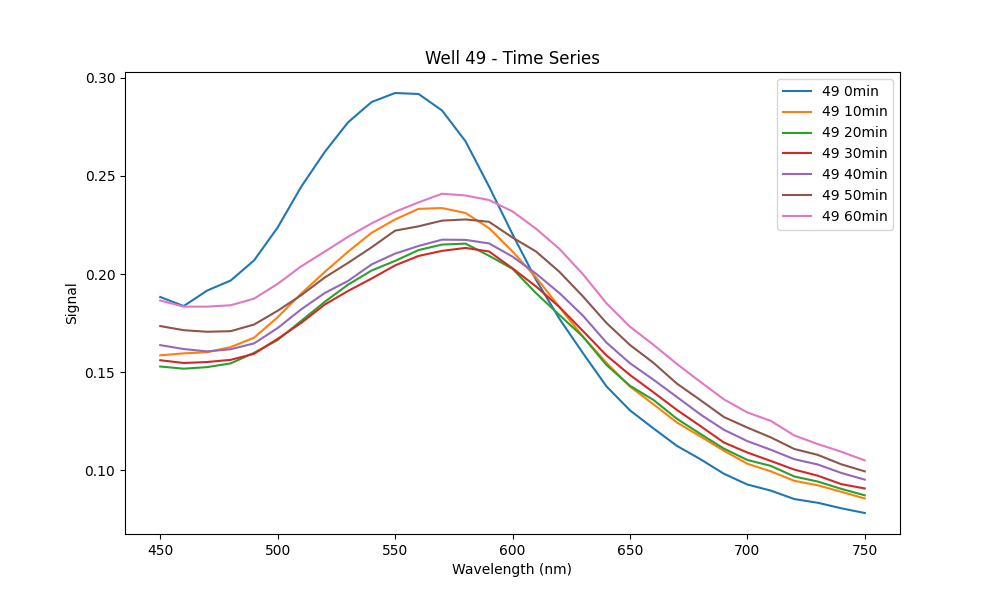 Well 49 - Time Series
0.30
0.25
0.20
0.15
0.10
Signal
450
500
550
600
650
700
750
Wavelength (nm)
49 0min
49 10min
49 20min
49 30min
49 40min
49 50min
49 60min